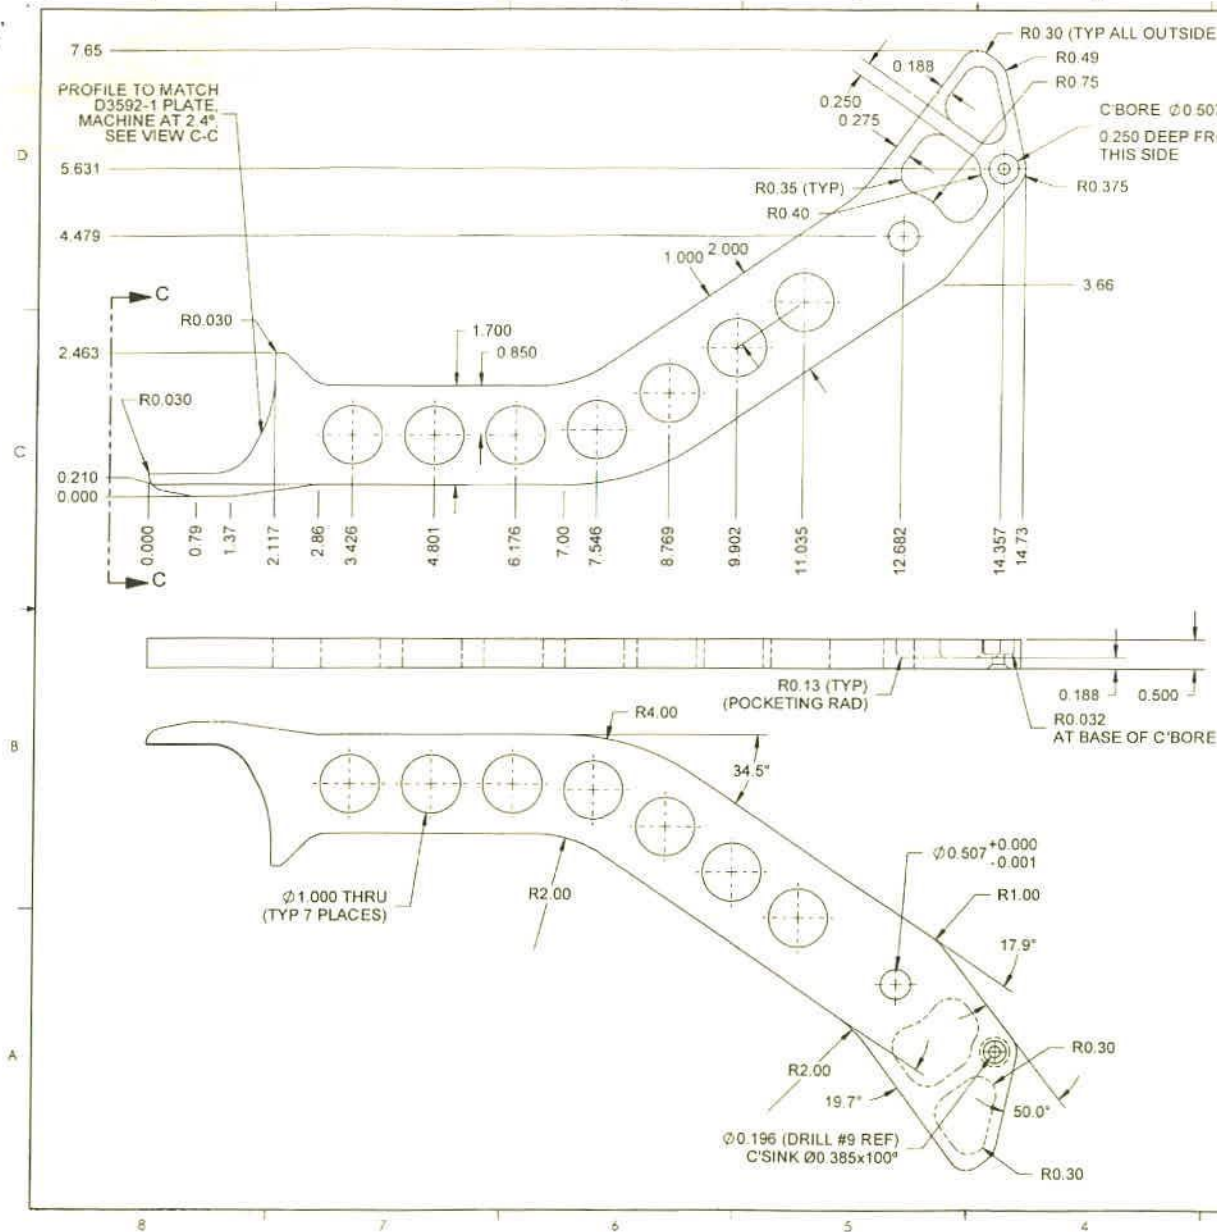 7.65
R0.30 (TYP ALL OUTSIDE
R0.49
R0.75
0.188
0.250
0.275
PROFILE TO MATCH
D3592-1 PLATE,
MACHINE AT 2.4°.
SEE VIEW C-C
C'BORE Ø0.507
0.250 DEEP FR
THIS SIDE
D
5.631
R0.35 (TYP)
R0.375
R0.40
4.479
1.000
2.000
3.66
C
R0.030
1.700
0.850
2.463
R0.030
C
0.210
0.000
0.000
0.79
1.37
2.117
2.86
3.426
4.801
6.176
7.00
7.546
8.769
9.902
11.035
12.682
14.357
14.73
C
R0.13 (TYP)
(POCKETING RAD)
0.188
0.500
R0.032
AT BASE OF C'BORE
R4.00
B
34.5°
Ø0.507 +0.000
-0.001
R1.00
Ø1.000 THRU
(TYP 7 PLACES)
R2.00
17.9°
A
R0.30
R2.00
19.7°
50.0°
Ø0.196 (DRILL #9 REF)
C'SINK Ø0.385x100°
R0.30
8
7
6
5
4